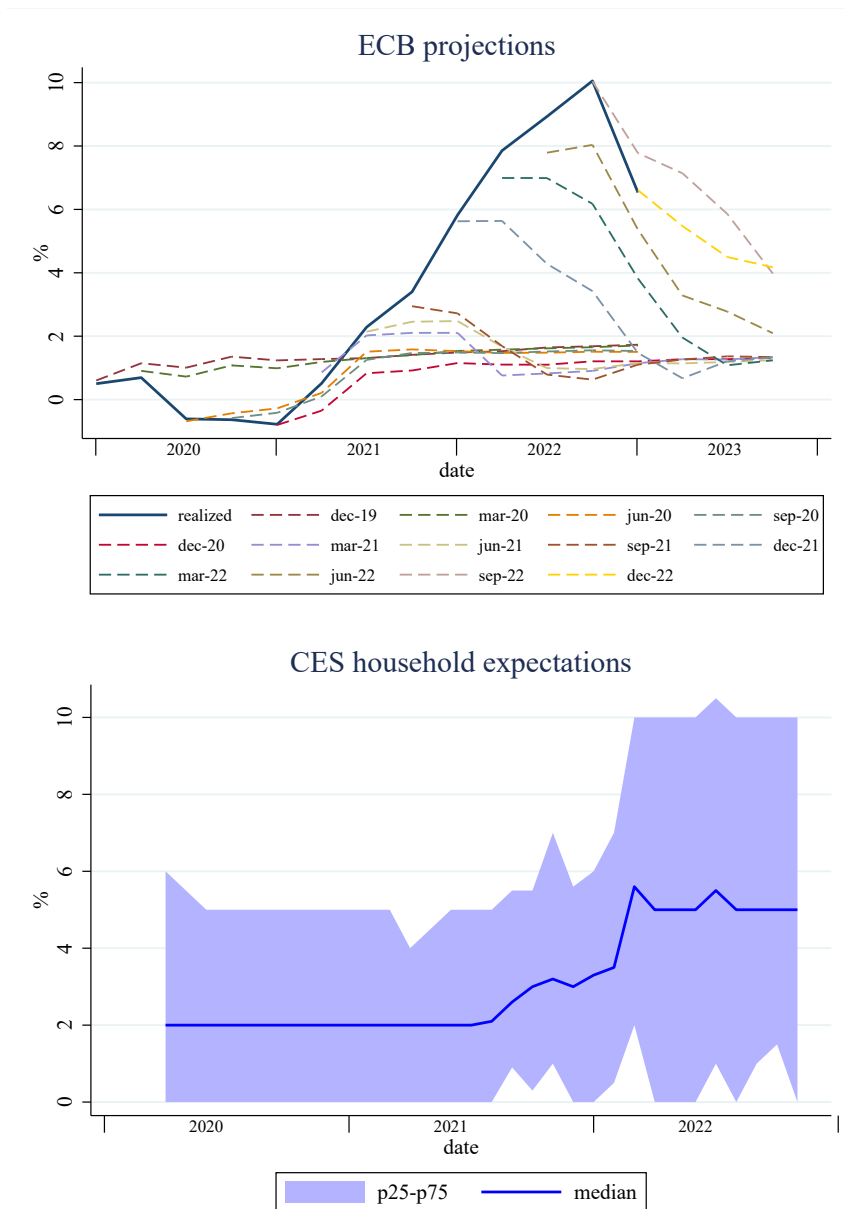 ECB projections
10
8
6
4
2
0
%
2020 2021 2022 2023
date
realized dec-19 mar-20 jun-20 sep-20
dec-20 mar-21 jun-21 sep-21 dec-21
mar-22 jun-22 sep-22 dec-22
CES household expectations
10
8
6
4
2
0
%
2020 2021 2022
date
p25-p75 median